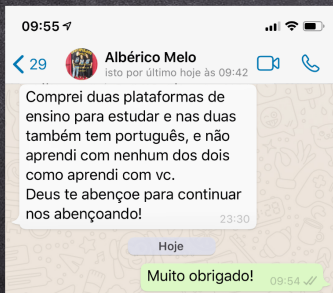 09:55
29
Albérico Melo
isto por último hoje às 09:42
Comprei duas plataformas de
ensino para estudar e nas duas
também tem português, e não
aprendi com nenhum dos dois
como aprendi com vc.
Deus te abençoe para continuar
nos abençoando!
23:30
Hoje
Muito obrigado!
09:54